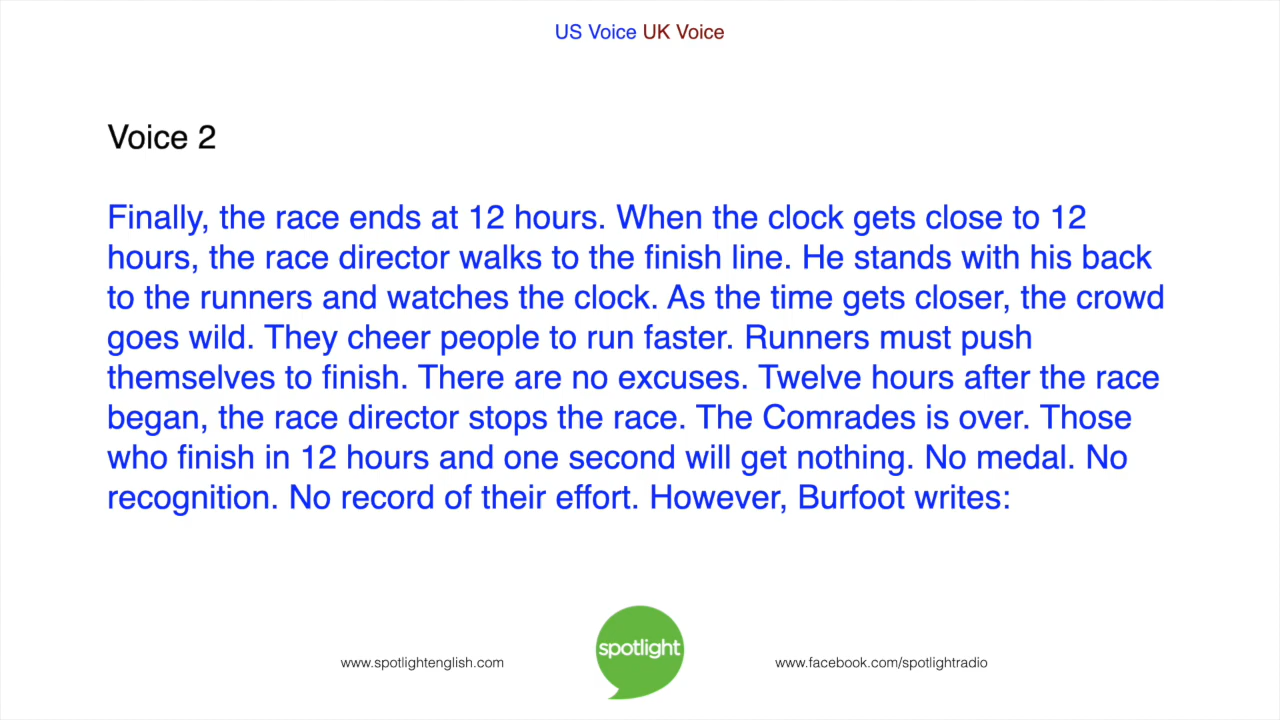 US Voice UK Voice
Voice 2
Finally, the race ends at 12 hours. When the clock gets close to 12
hours, the race director walks to the finish line. He stands with his back
to the runners and watches the clock. As the time gets closer, the crowd
goes wild. They cheer people to run faster. Runners must push
themselves to finish. There are no excuses. Twelve hours after the race
began, the race director stops the race. The Comrades is over. Those
who finish in 12 hours and one second will get nothing. No medal. No
recognition. No record of their effort. However, Burfoot writes:
www.spotlightenglish.com
spotlight
www.facebook.com/spotlightradio